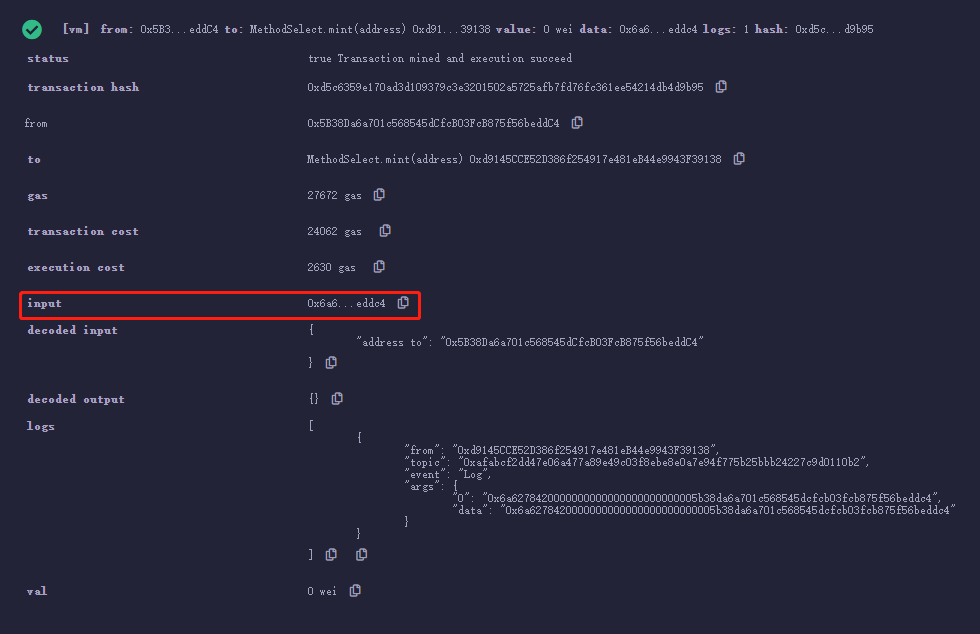 [vm] from: 0x5B3...eddC4 to: MethodSelect.mint(address) 0xd91...39138 value: 0 wei data: 0x6a6...eddc4 logs: 1 hash: 0xd5c...d9b95
status true Transaction mined and execution succeed
transaction hash 0xd5c6359e170ad3d109379c3e3201502a5725afb7fd76fc361ee54214db4d9b95
from 0x5B38Da6a701c568545dCfcB03FcB875f56beddC4
to MethodSelect.mint(address) 0xd9145CCE52D386f254917e481eB44e9943F39138
gas 27672 gas
transaction cost 24062 gas
execution cost 2630 gas
input 0x6a6...eddc4
decoded input {
"address to": "0x5B38Da6a701c568545dCfcB03FcB875f56beddC4"
}
decoded output {}
logs [
{
"from": "0xd9145CCE52D386f254917e481eB44e9943F39138",
"topic": "0xafabcf2dd47e06a477a89e49c03f8ebe8e0a7e94f775b25bbb24227c9d0110b2",
"event": "Log",
"args": {
"0": "0x6a6278420000000000000000000000005b38da6a701c568545dcfcb03fcb875f56beddc4",
"data": "0x6a6278420000000000000000000000005b38da6a701c568545dcfcb03fcb875f56beddc4"
}
}
]
val 0 wei